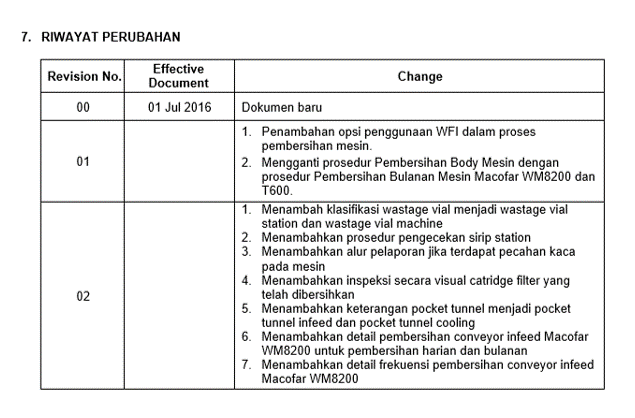 7. RIWAYAT PERUBAHAN
Revision No.
Effective
Document
Change
00
01 Jul 2016
Dokumen baru
01
1. Penambahan opsi penggunaan WFI dalam proses
pembersihan mesin.
2. Mengganti prosedur Pembersihan Body Mesin dengan
prosedur Pembersihan Bulanan Mesin Macofar WM8200 dan
T600.
02
1. Menambah klasifikasi wastage vial menjadi wastage vial
station dan wastage vial machine
2. Menambahkan prosedur pengecekan sirip station
3. Menambahkan alur pelaporan jika terdapat pecahan kaca
pada mesin
4. Menambahkan inspeksi secara visual catridge filter yang
telah dibersihkan
5. Menambahkan keterangan pocket tunnel menjadi pocket
tunnel infeed dan pocket tunnel cooling
6. Menambahkan detail pembersihan conveyor infeed Macofar
WM8200 untuk pembersihan harian dan bulanan
7. Menambahkan detail frekuensi pembersihan conveyor infeed
Macofar WM8200